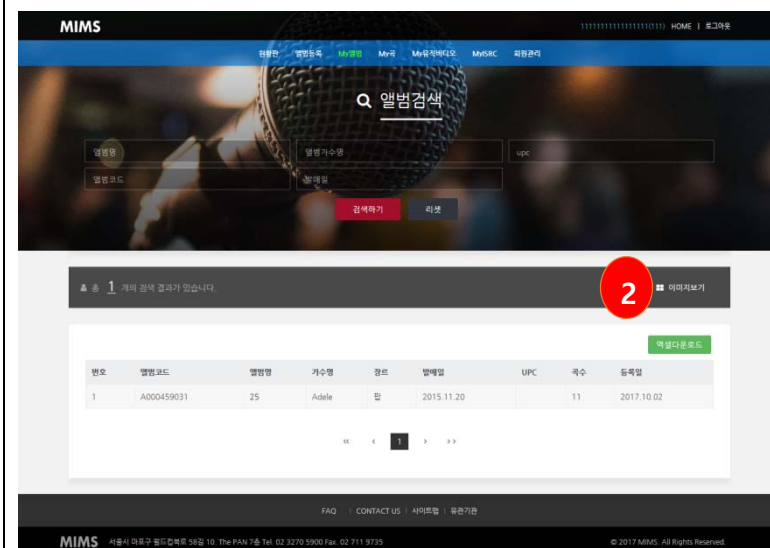 MIMS
1111111111111111(111) HOME | 로그아웃
현황판 앨범등록 My앨범 My곡 My뮤직비디오 MyISRC 회원관리
앨범검색
앨범명 앨범가수명 upc
앨범코드 발매일
검색하기 리셋
총 1 개의 검색 결과가 있습니다.
2 이미지보기
엑셀다운로드
번호 앨범코드 앨범명 가수명 장르 발매일 UPC 곡수 등록일
1 A000459031 25 Adele 팝 2015.11.20 11 2017.10.02
« ‹ 1 › ››
FAQ | CONTACT US | 사이트맵 | 유관기관
MIMS 서울시 마포구 월드컵북로 58길 10. The PAN 7층 Tel. 02 3270 5900 Fax. 02 711 9735 © 2017 MIMS. All Rights Reserved.